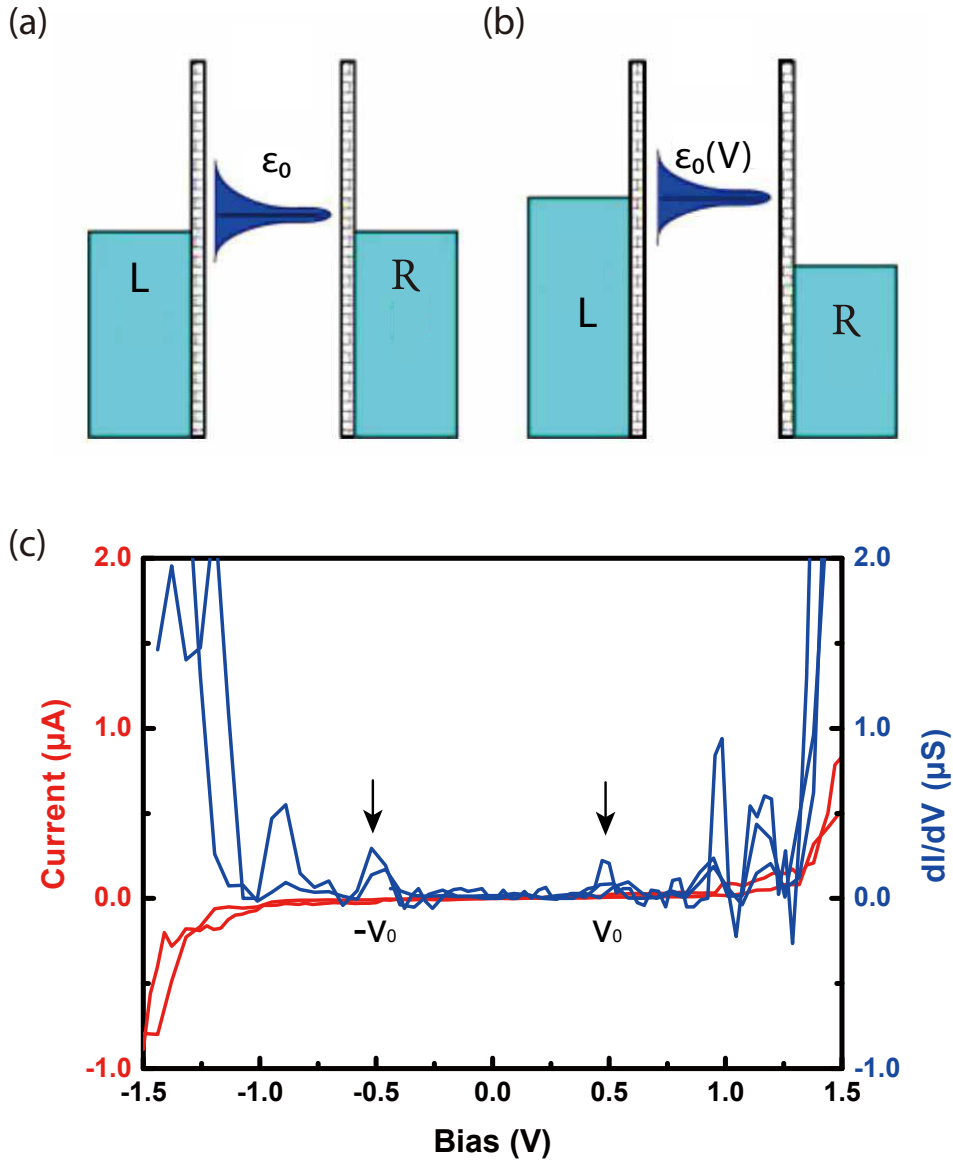 (a)
(b)
ε₀
ε₀(V)
L
R
L
R
(c)
2.0
2.0
1.0
1.0
0.0
0.0
-1.0
-1.0
Current (µA)
dI/dV (µS)
−V₀
V₀
-1.5
-1.0
-0.5
0.0
0.5
1.0
1.5
Bias (V)